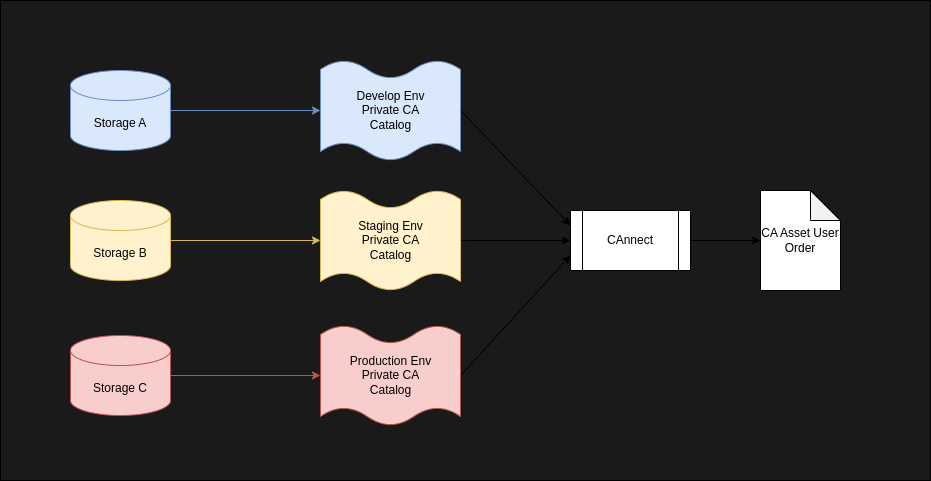 Storage A
Develop Env
Private CA
Catalog
Storage B
Staging Env
Private CA
Catalog
CAnnect
CA Asset User
Order
Storage C
Production Env
Private CA
Catalog